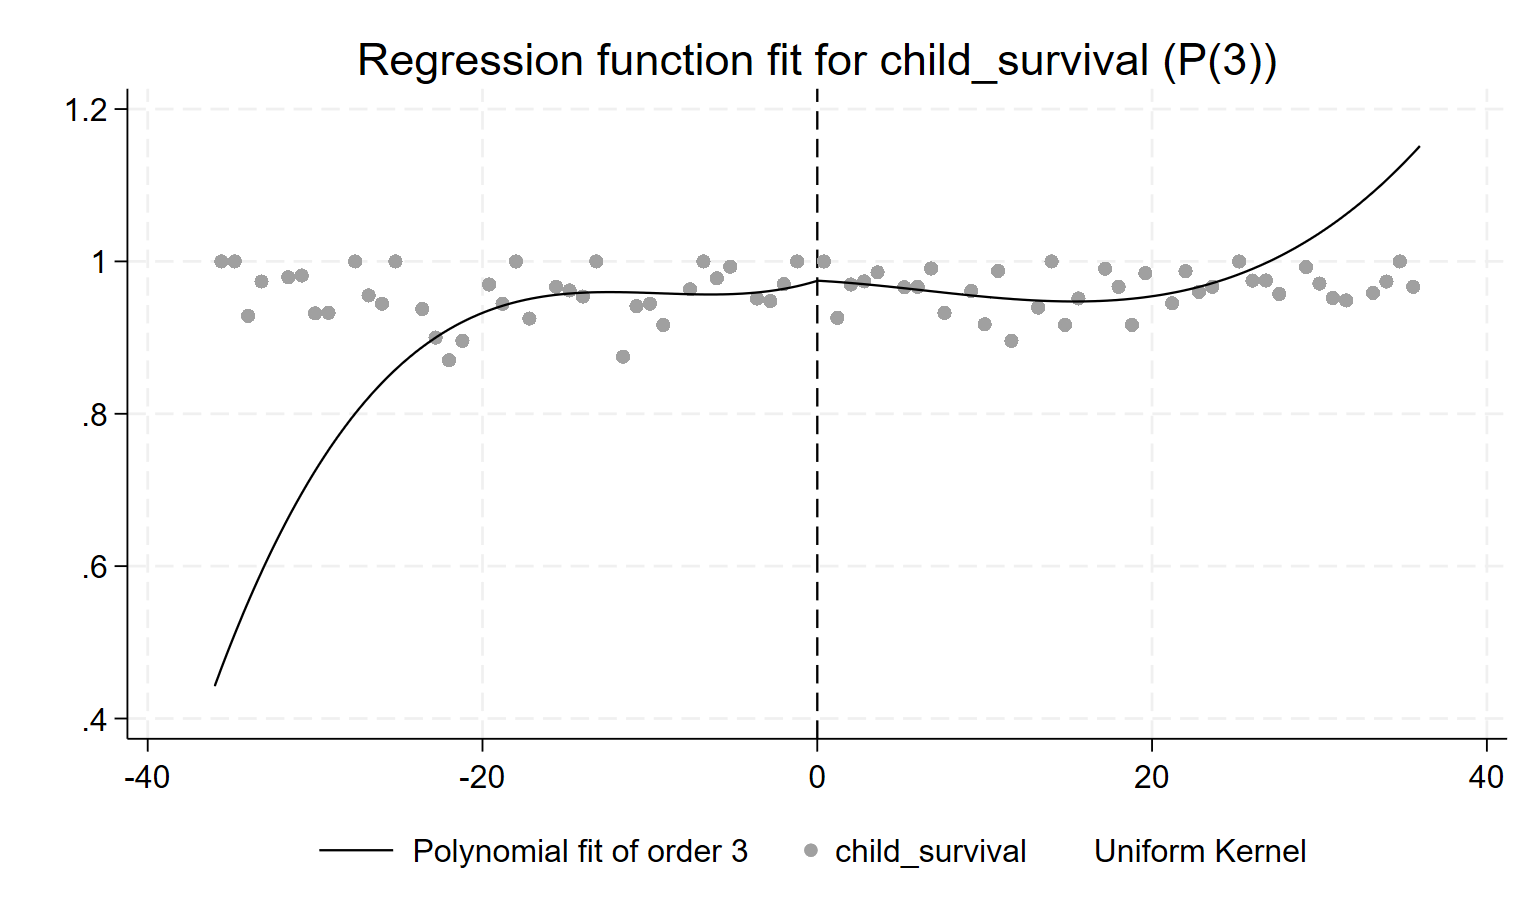 Regression function fit for child_survival (P(3))
1.2
1
.8
.6
.4
-40 -20 0 20 40
Polynomial fit of order 3 child_survival Uniform Kernel